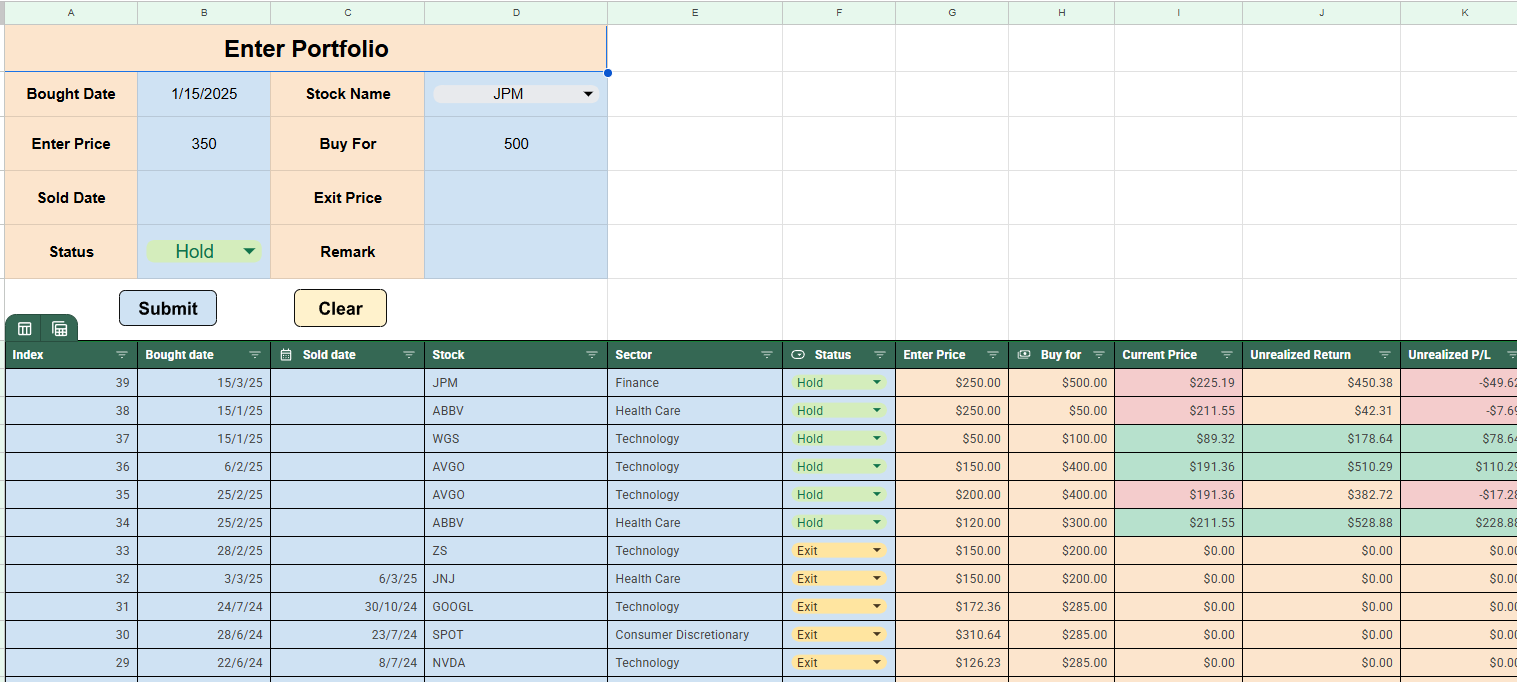 A B C D E F G H I J K
Enter Portfolio
Bought Date 1/15/2025 Stock Name JPM
Enter Price 350 Buy For 500
Sold Date Exit Price
Status Hold Remark
Submit Clear
Index Bought date Sold date Stock Sector Status Enter Price Buy for Current Price Unrealized Return Unrealized P/L
39 15/3/25 JPM Finance Hold $250.00 $500.00 $225.19 $450.38 -$49.62
38 15/1/25 ABBV Health Care Hold $250.00 $50.00 $211.55 $42.31 -$7.69
37 15/1/25 WGS Technology Hold $50.00 $100.00 $89.32 $178.64 $78.64
36 6/2/25 AVGO Technology Hold $150.00 $400.00 $191.36 $510.29 $110.29
35 25/2/25 AVGO Technology Hold $200.00 $400.00 $191.36 $382.72 -$17.28
34 25/2/25 ABBV Health Care Hold $120.00 $300.00 $211.55 $528.88 $228.88
33 28/2/25 ZS Technology Exit $150.00 $200.00 $0.00 $0.00 $0.00
32 3/3/25 6/3/25 JNJ Health Care Exit $150.00 $200.00 $0.00 $0.00 $0.00
31 24/7/24 30/10/24 GOOGL Technology Exit $172.36 $285.00 $0.00 $0.00 $0.00
30 28/6/24 23/7/24 SPOT Consumer Discretionary Exit $310.64 $285.00 $0.00 $0.00 $0.00
29 22/6/24 8/7/24 NVDA Technology Exit $126.23 $285.00 $0.00 $0.00 $0.00